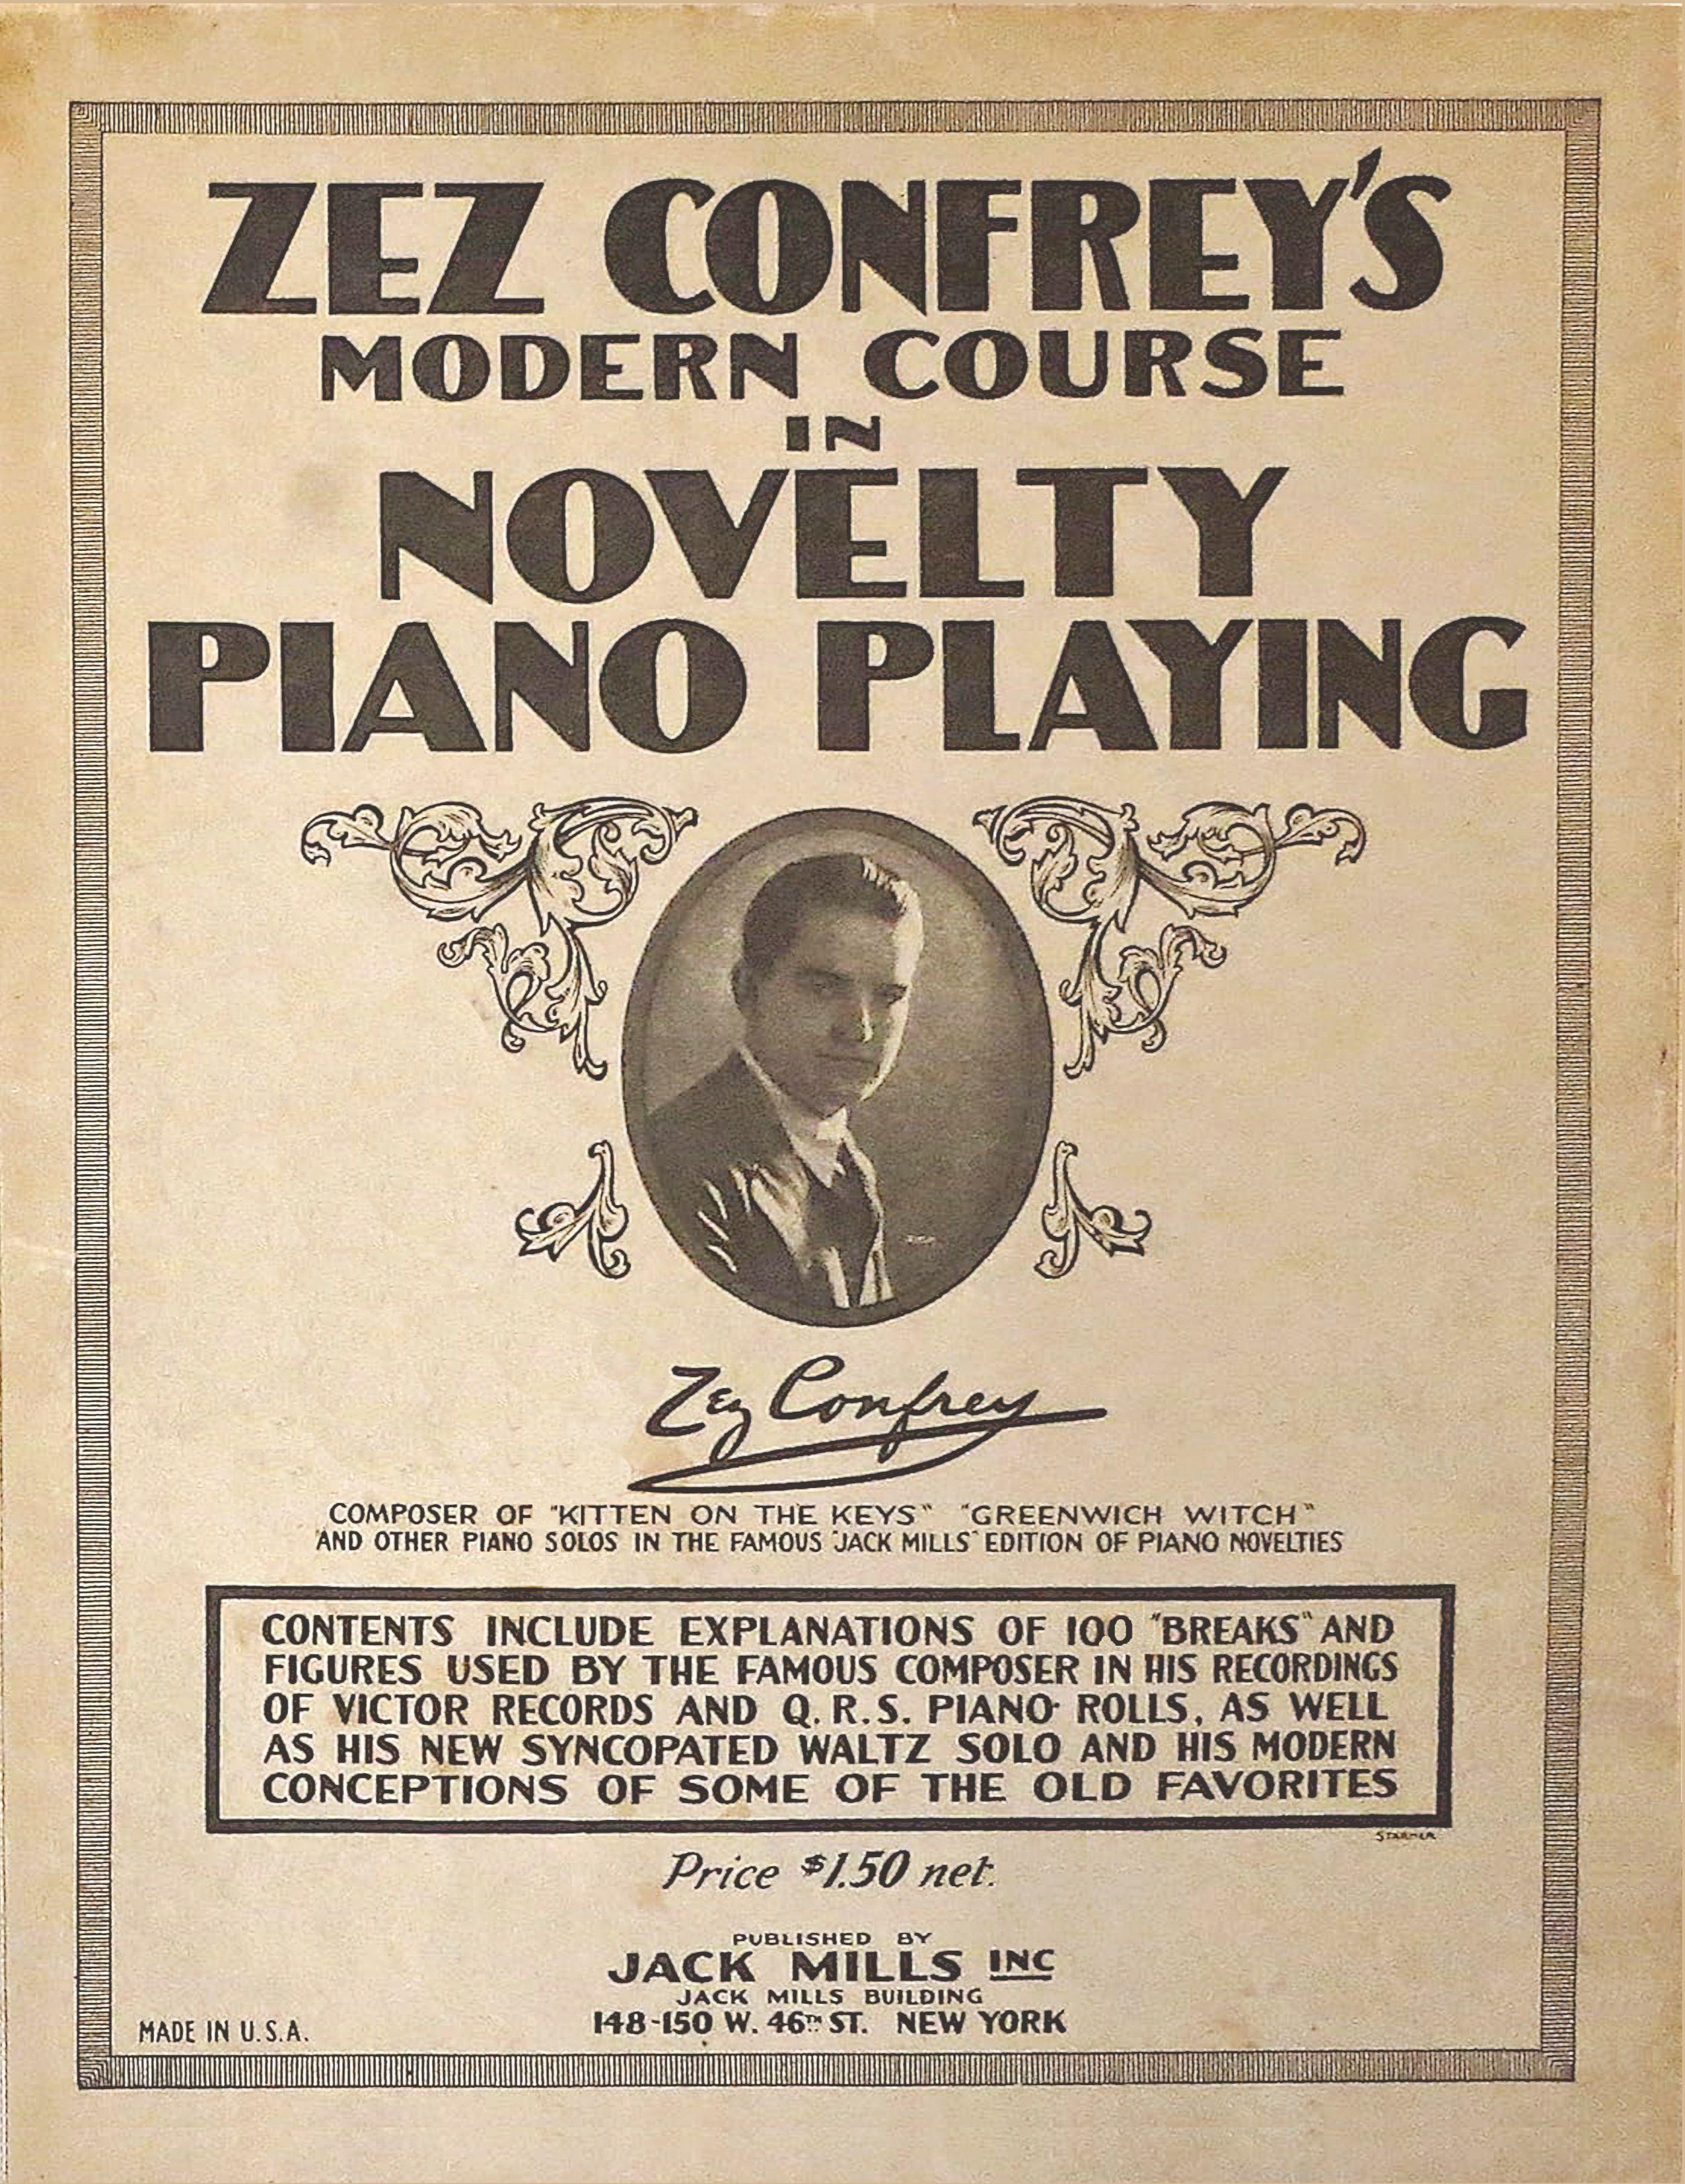 ZEZ CONFREY'S
MODERN COURSE
IN
NOVELTY
PIANO PLAYING
Zez Confrey
COMPOSER OF "KITTEN ON THE KEYS" "GREENWICH WITCH"
AND OTHER PIANO SOLOS IN THE FAMOUS "JACK MILLS" EDITION OF PIANO NOVELTIES
CONTENTS INCLUDE EXPLANATIONS OF 100 "BREAKS" AND
FIGURES USED BY THE FAMOUS COMPOSER IN HIS RECORDINGS
OF VICTOR RECORDS AND Q.R.S. PIANO ROLLS, AS WELL
AS HIS NEW SYNCOPATED WALTZ SOLO AND HIS MODERN
CONCEPTIONS OF SOME OF THE OLD FAVORITES
STARMER
Price $1.50 net.
PUBLISHED BY
JACK MILLS INC
JACK MILLS BUILDING
148-150 W. 46TH ST. NEW YORK
MADE IN U.S.A.